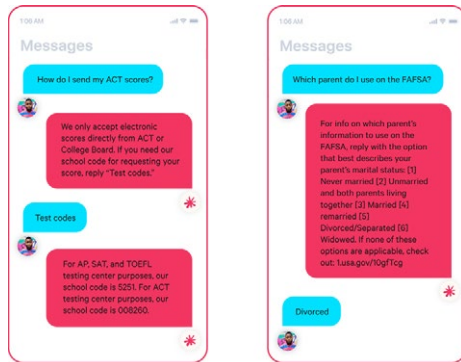 1:08 AM
Messages
How do I send my ACT scores?
We only accept electronic
scores directly from ACT or
College Board. If you need our
school code for requesting your
score, reply "Test codes."
Test codes
For AP, SAT, and TOEFL
testing center purposes, our
school code is 5251. For ACT
testing center purposes, our
school code is 008260.
1:08 AM
Messages
Which parent do I use on the FAFSA?
For info on which parent's
information to use on the
FAFSA, reply with the option
that best describes your
parent's marital status: [1]
Never married [2] Unmarried
and both parents living
together [3] Married [4]
remarried [5]
Divorced/Separated [6]
Widowed. If none of these
options are applicable, check
out: 1.usa.gov/10gfTcg
Divorced